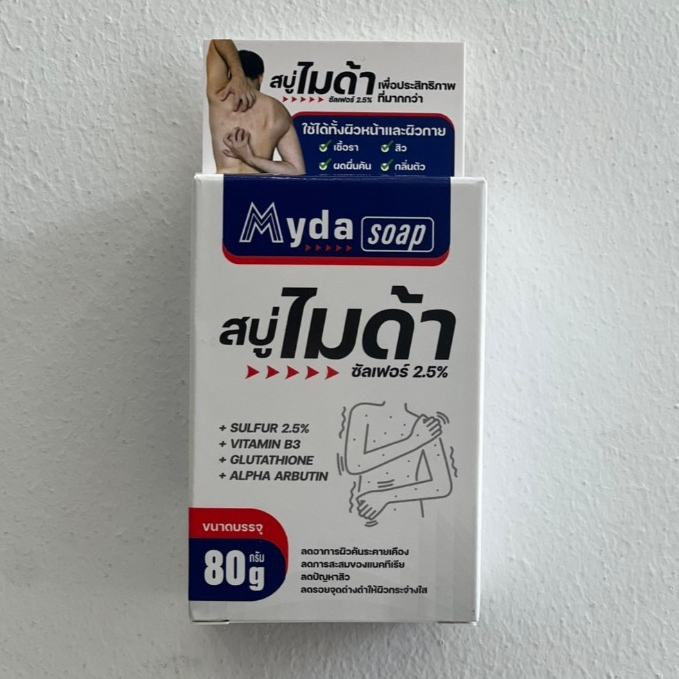 สบู่ไมด้า เพื่อประสิทธิภาพ
ซัลเฟอร์ 2.5% ที่มากกว่า
ใช้ได้ทั้งผิวหน้าและผิวกาย
เชื้อรา สิว
ผดผื่นคัน กลิ่นตัว
Myda soap
สบู่ไมด้า
ซัลเฟอร์ 2.5%
+ SULFUR 2.5%
+ VITAMIN B3
+ GLUTATHIONE
+ ALPHA ARBUTIN
ขนาดบรรจุ
80 กรัม g
ลดอาการผิวคันระคายเคือง
ลดการสะสมของแบคทีเรีย
ลดปัญหาสิว
ลดรอยจุดด่างดำให้ผิวกระจ่างใส